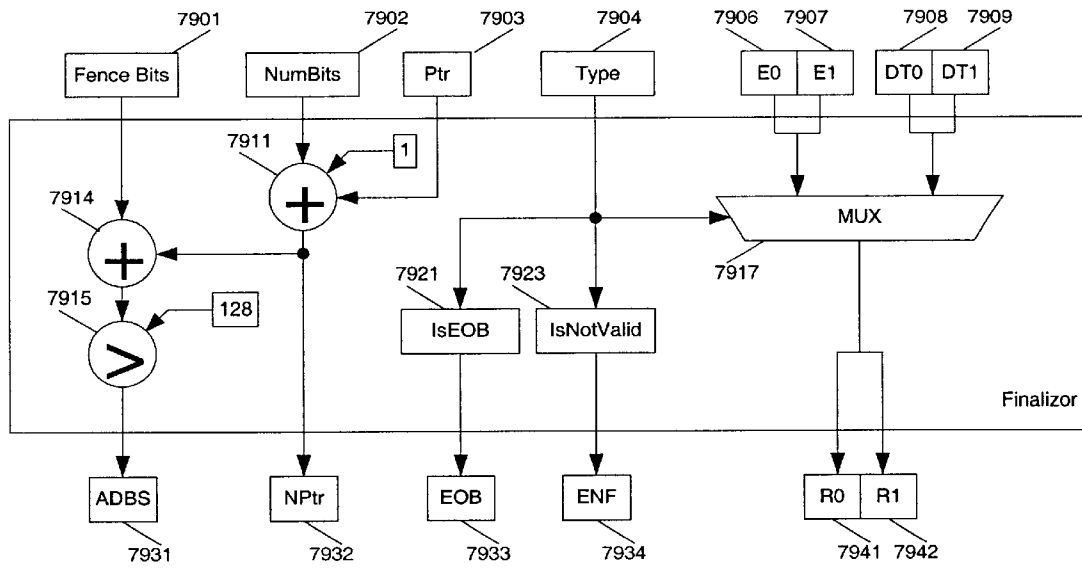 7901
7902
7903
7904
7906
7907
7908
7909
Fence Bits
NumBits
Ptr
Type
E0
E1
DT0
DT1
7911
1
+
7914
+
MUX
7917
7915
128
>
7921
7923
IsEOB
IsNotValid
Finalizor
ADBS
NPtr
EOB
ENF
R0
R1
7931
7932
7933
7934
7941
7942